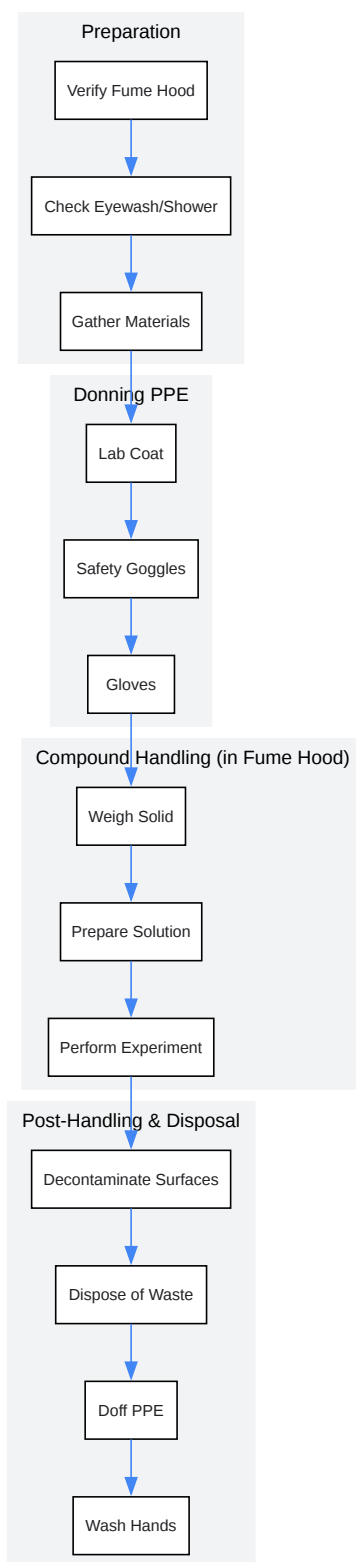 Preparation
Verify Fume Hood
Check Eyewash/Shower
Gather Materials
Donning PPE
Lab Coat
Safety Goggles
Gloves
Compound Handling (in Fume Hood)
Weigh Solid
Prepare Solution
Perform Experiment
Post-Handling & Disposal
Decontaminate Surfaces
Dispose of Waste
Doff PPE
Wash Hands